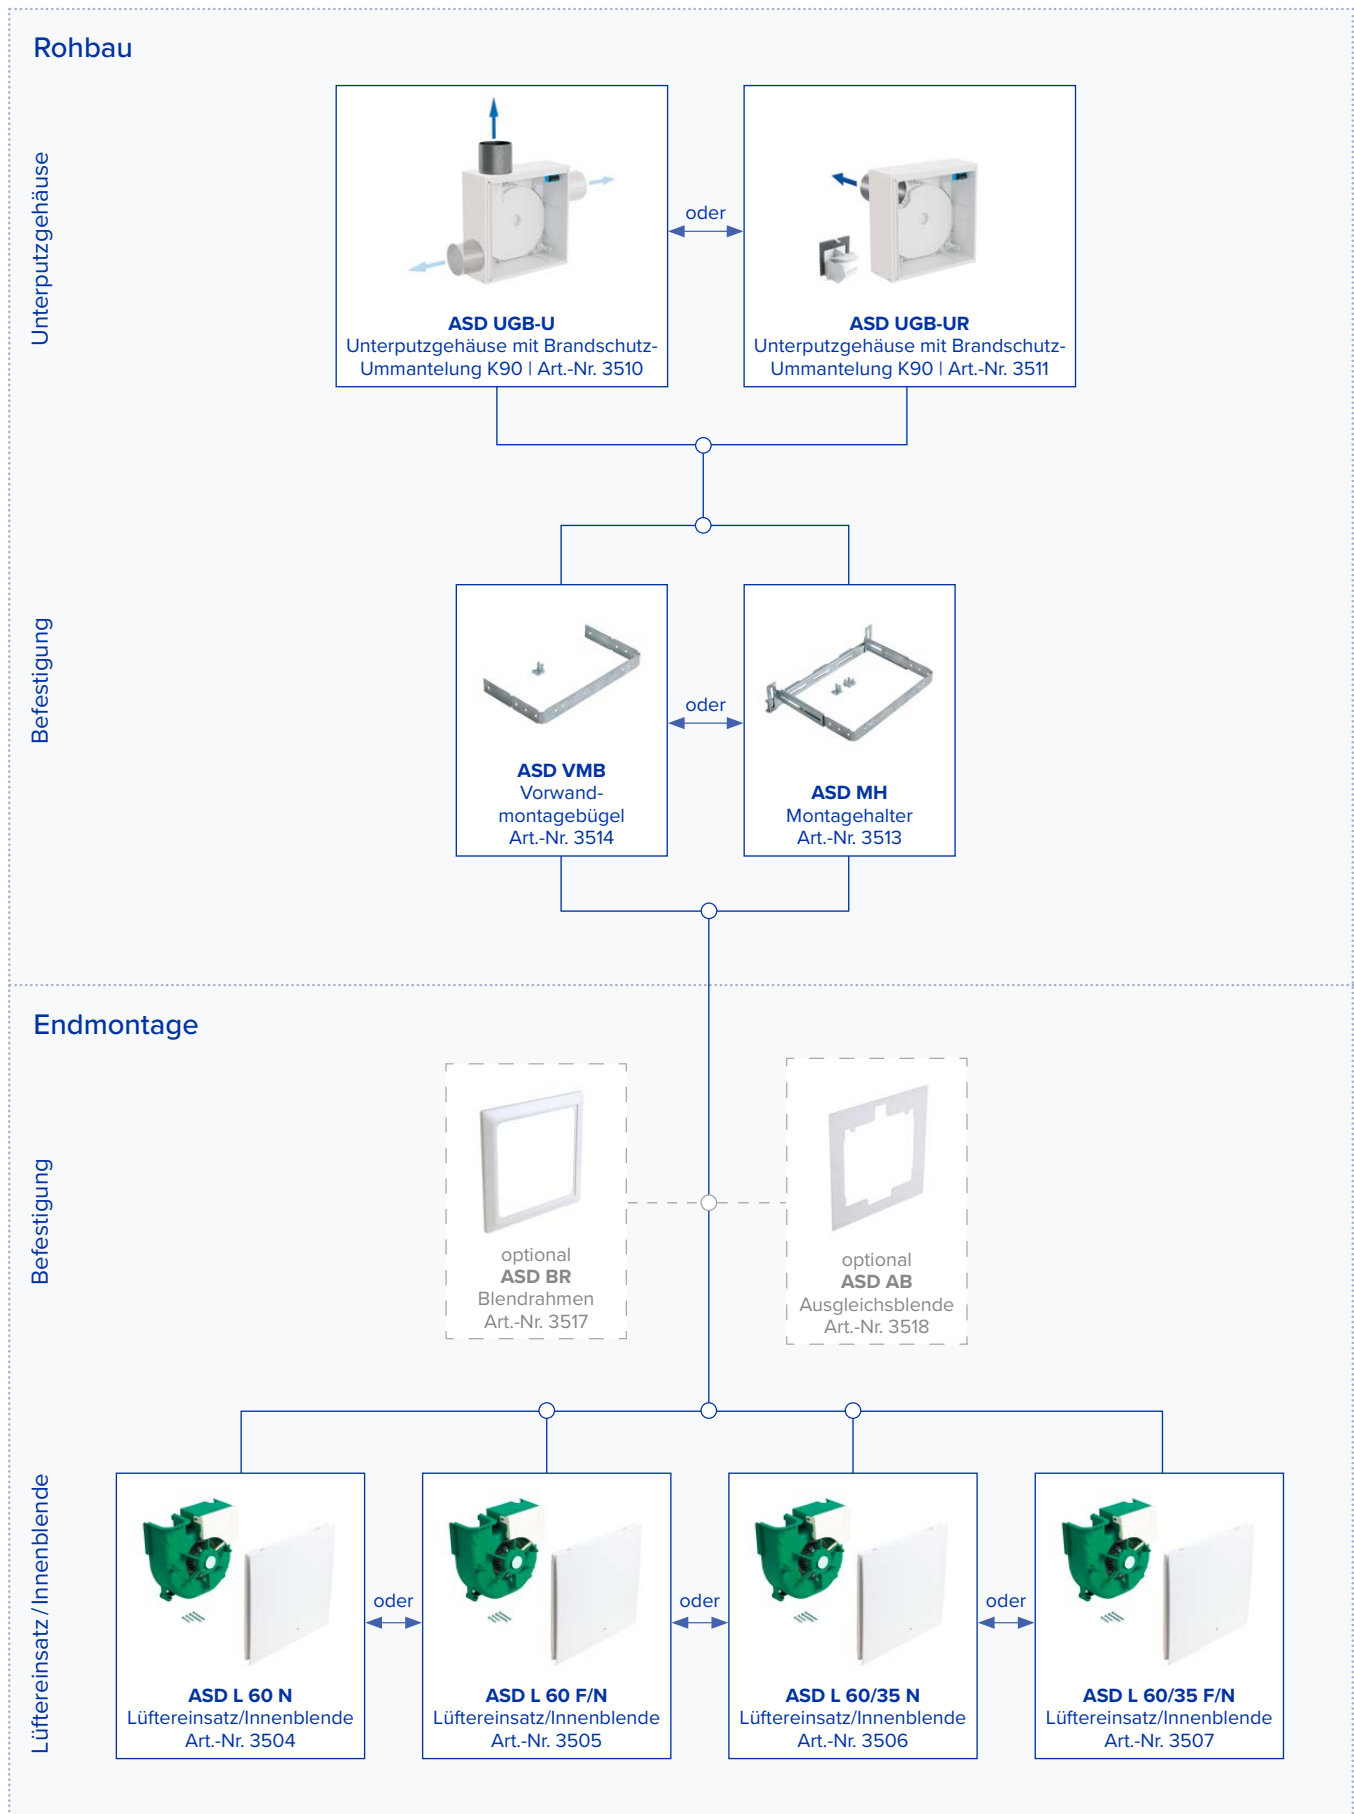 Rohbau
Unterputzgehäuse
oder
ASD UGB-U
Unterputzgehäuse mit Brandschutz-
Ummantelung K90 | Art.-Nr. 3510
ASD UGB-UR
Unterputzgehäuse mit Brandschutz-
Ummantelung K90 | Art.-Nr. 3511
Befestigung
oder
ASD VMB
Vorwand-
montagebügel
Art.-Nr. 3514
ASD MH
Montagehalter
Art.-Nr. 3513
Endmontage
Befestigung
optional
ASD BR
Blendrahmen
Art.-Nr. 3517
optional
ASD AB
Ausgleichsblende
Art.-Nr. 3518
Lüftereinsatz / Innenblende
oder
oder
oder
ASD L 60 N
Lüftereinsatz/Innenblende
Art.-Nr. 3504
ASD L 60 F/N
Lüftereinsatz/Innenblende
Art.-Nr. 3505
ASD L 60/35 N
Lüftereinsatz/Innenblende
Art.-Nr. 3506
ASD L 60/35 F/N
Lüftereinsatz/Innenblende
Art.-Nr. 3507